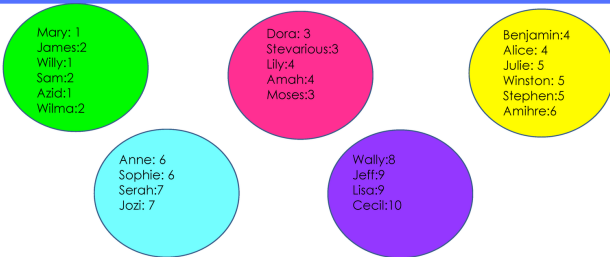 Mary: 1
James:2
Willy:1
Sam:2
Azid:1
Wilma:2
Dora: 3
Stevarious:3
Lily:4
Amah:4
Moses:3
Benjamin:4
Alice: 4
Julie: 5
Winston: 5
Stephen:5
Amihre:6
Anne: 6
Sophie: 6
Serah:7
Jozi: 7
Wally:8
Jeff:9
Lisa:9
Cecil:10